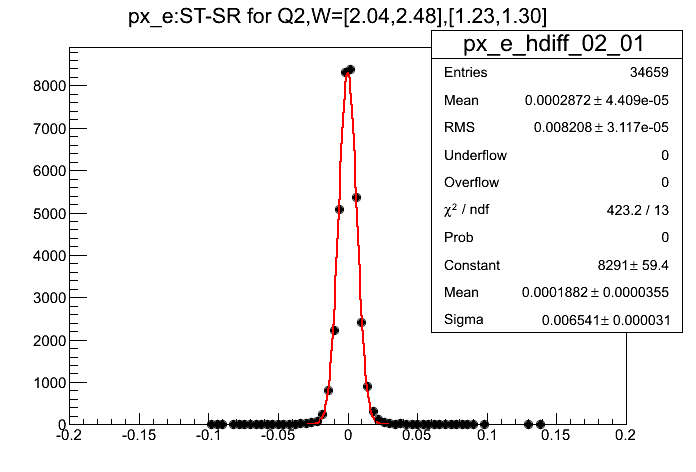 px_e:ST-SR for Q2,W=[2.04,2.48],[1.23,1.30]
px_e_hdiff_02_01
Entries 34659
Mean 0.0002872 ± 4.409e-05
RMS 0.008208 ± 3.117e-05
Underflow 0
Overflow 0
χ² / ndf 423.2 / 13
Prob 0
Constant 8291 ± 59.4
Mean 0.0001882 ± 0.0000355
Sigma 0.006541 ± 0.000031
8000
7000
6000
5000
4000
3000
2000
1000
0
-0.2 -0.15 -0.1 -0.05 0 0.05 0.1 0.15 0.2